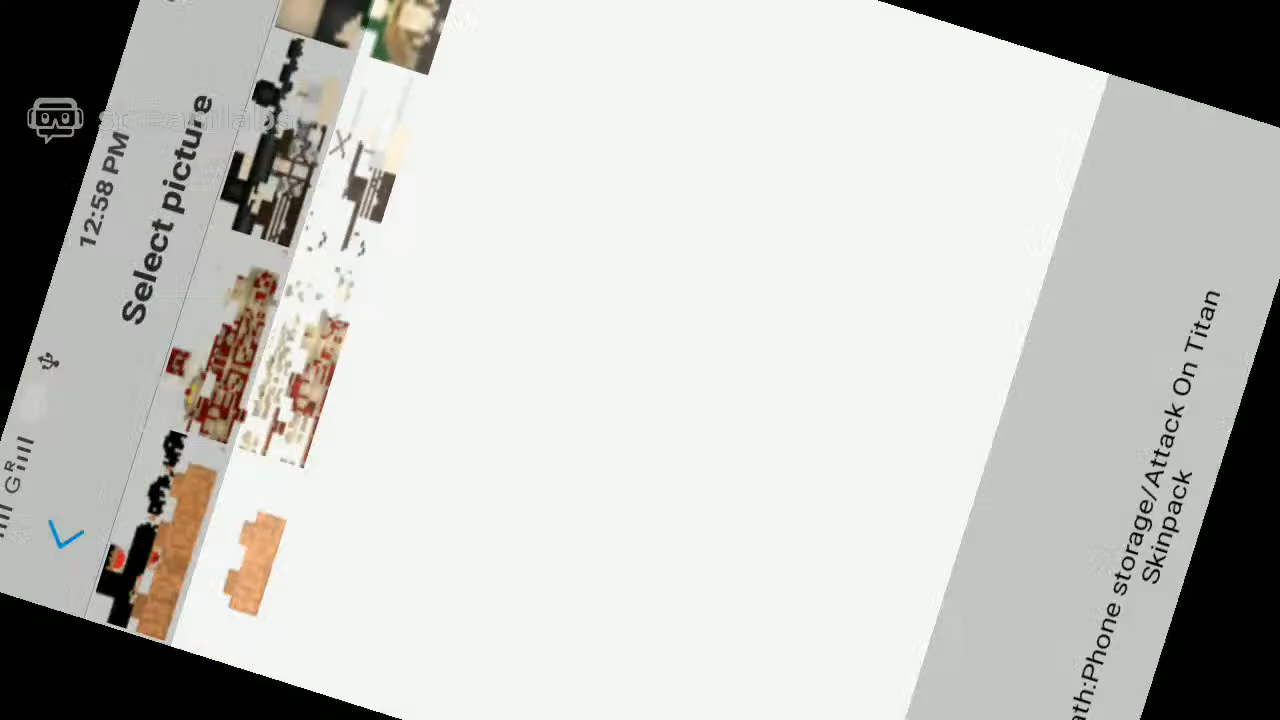 12:58 PM
G R
Select picture
ath:Phone storage/Attack On Titan
Skinpack